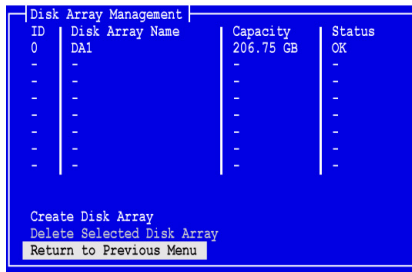 Disk Array Management
ID Disk Array Name Capacity Status
0 DA1 206.75 GB OK
- - - -
- - - -
- - - -
- - - -
- - - -
- - - -
- - - -
Create Disk Array
Delete Selected Disk Array
Return to Previous Menu